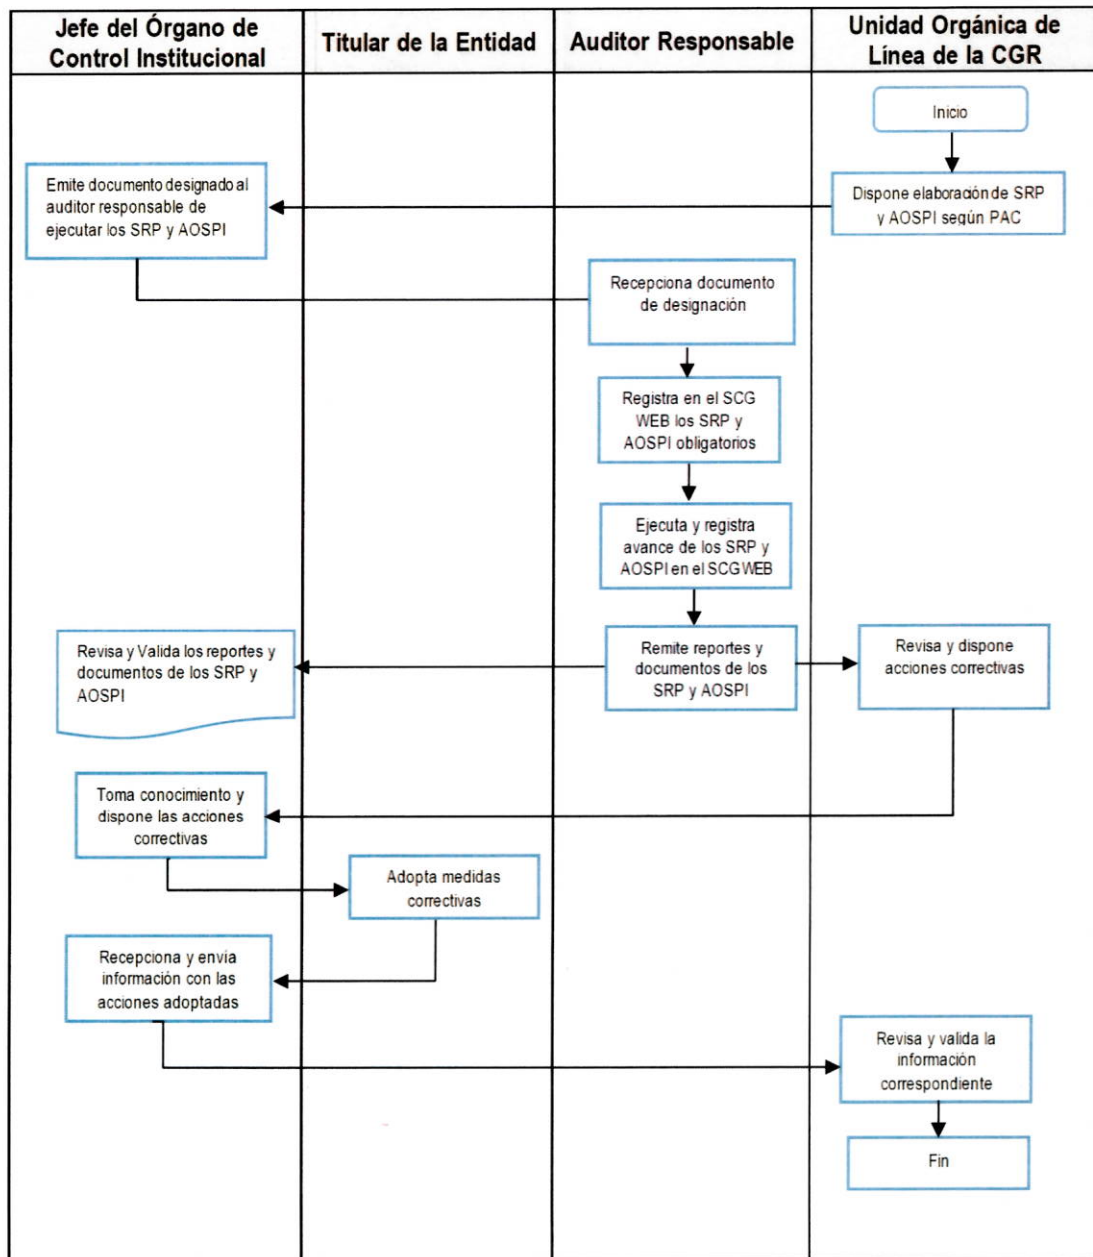 Jefe del Órgano de
Control Institucional
Titular de la Entidad
Auditor Responsable
Unidad Orgánica de
Línea de la CGR
Inicio
Emite documento designado al
auditor responsable de
ejecutar los SRP y AOSPI
Dispone elaboración de SRP
y AOSPI según PAC
Recepciona documento
de designación
Registra en el SCG
WEB los SRP y
AOSPI obligatorios
Ejecuta y registra
avance de los SRP y
AOSPI en el SCG WEB
Revisa y Valida los reportes y
documentos de los SRP y
AOSPI
Remite reportes y
documentos de los
SRP y AOSPI
Revisa y dispone
acciones correctivas
Toma conocimiento y
dispone las acciones
correctivas
Adopta medidas
correctivas
Recepciona y envía
información con las
acciones adoptadas
Revisa y valida la
información
correspondiente
Fin